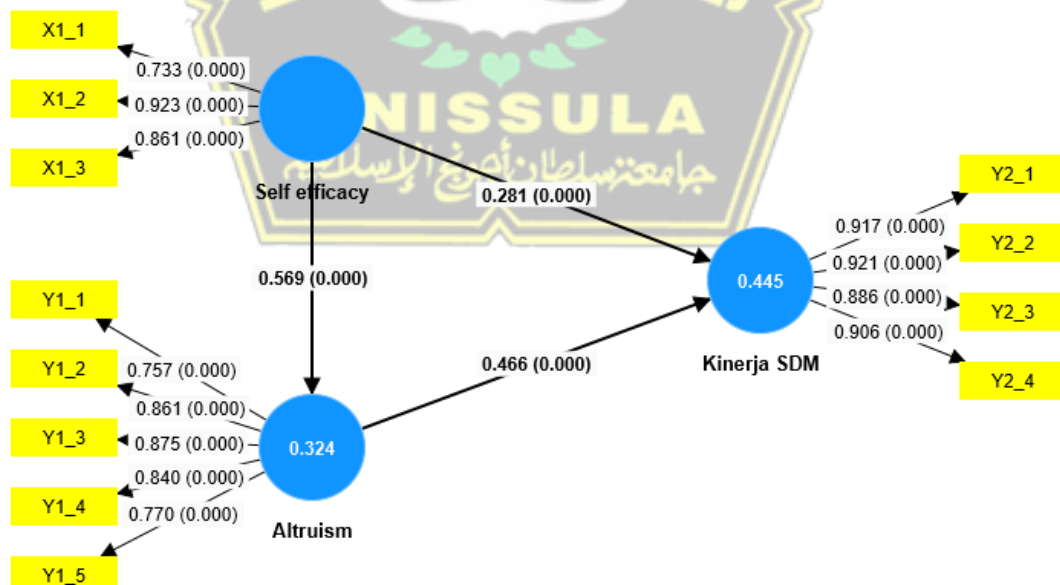 X1_1
0.733 (0.000)
X1_2
0.923 (0.000)
X1_3
0.861 (0.000)
Self efficacy
NISSULA
جامعة سلطان أجونج الإسلامية
0.281 (0.000)
0.569 (0.000)
Y1_1
0.757 (0.000)
Y1_2
0.861 (0.000)
Y1_3
0.875 (0.000)
Y1_4
0.840 (0.000)
Y1_5
0.770 (0.000)
0.324
Altruism
0.466 (0.000)
0.445
Kinerja SDM
Y2_1
0.917 (0.000)
Y2_2
0.921 (0.000)
Y2_3
0.886 (0.000)
Y2_4
0.906 (0.000)